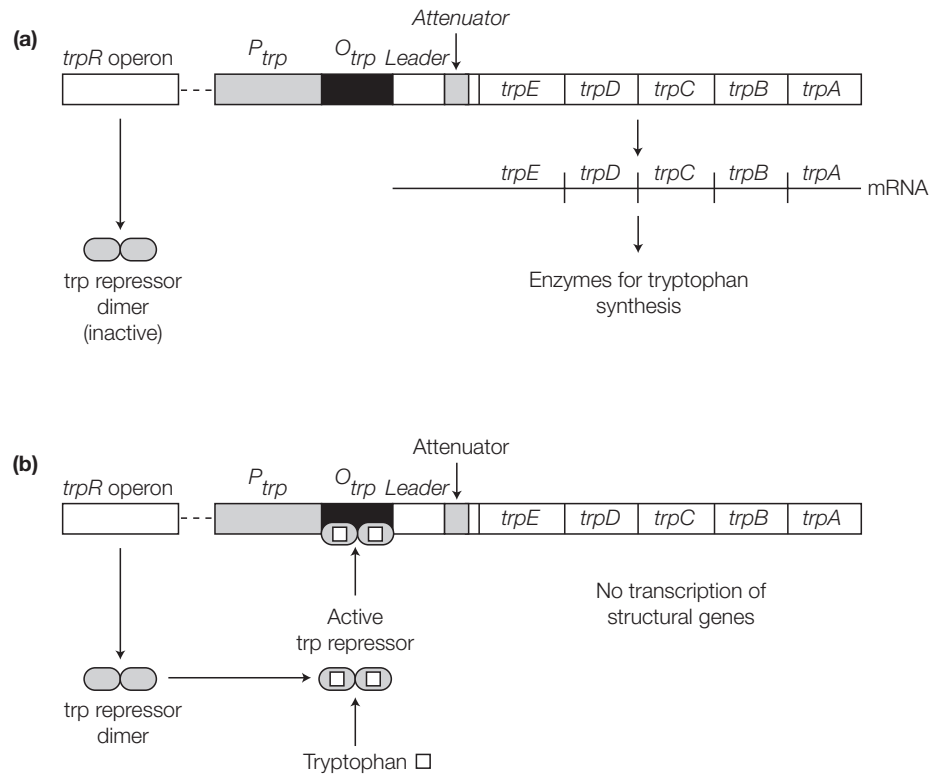 (a)
Attenuator
trpR operon
Ptrp
Otrp
Leader
trpE
trpD
trpC
trpB
trpA
trpE
trpD
trpC
trpB
trpA
mRNA
trp repressor
dimer
(inactive)
Enzymes for tryptophan
synthesis
(b)
Attenuator
trpR operon
Ptrp
Otrp
Leader
trpE
trpD
trpC
trpB
trpA
No transcription of
structural genes
Active
trp repressor
trp repressor
dimer
Tryptophan